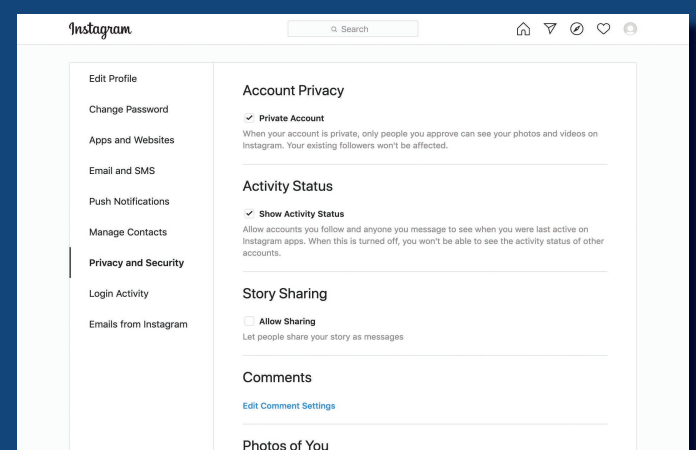 Instagram
Search
Edit Profile
Change Password
Apps and Websites
Email and SMS
Push Notifications
Manage Contacts
Privacy and Security
Login Activity
Emails from Instagram
Account Privacy
Private Account
When your account is private, only people you approve can see your photos and videos on
Instagram. Your existing followers won't be affected.
Activity Status
Show Activity Status
Allow accounts you follow and anyone you message to see when you were last active on
Instagram apps. When this is turned off, you won't be able to see the activity status of other
accounts.
Story Sharing
Allow Sharing
Let people share your story as messages
Comments
Edit Comment Settings
Photos of You